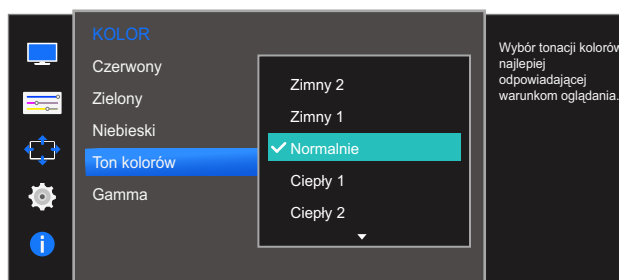 KOLOR
Czerwony
Zielony
Niebieski
Ton kolorów
Gamma
Zimny 2
Zimny 1
Normalnie
Ciepły 1
Ciepły 2
Wybór tonacji kolorów
najlepiej
odpowiadającej
warunkom oglądania.